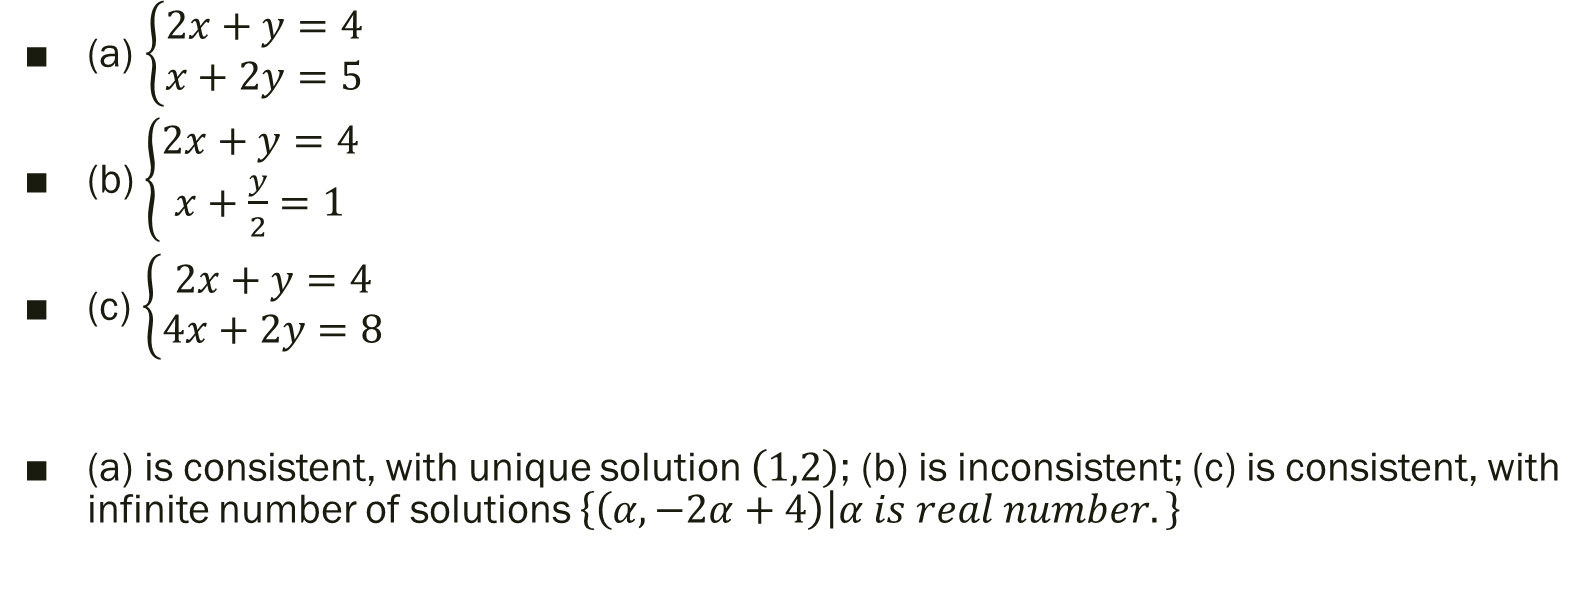 ■ (a) {2x + y = 4
x + 2y = 5
■ (b) {2x + y = 4
x + y/2 = 1
■ (c) {2x + y = 4
4x + 2y = 8
■ (a) is consistent, with unique solution (1,2); (b) is inconsistent; (c) is consistent, with
infinite number of solutions {(α, −2α + 4)|α is real number.}